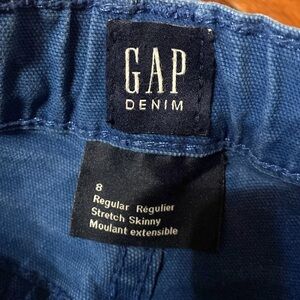 GAP
DENIM
8
Regular Régulier
Stretch Skinny
Moulant extensible